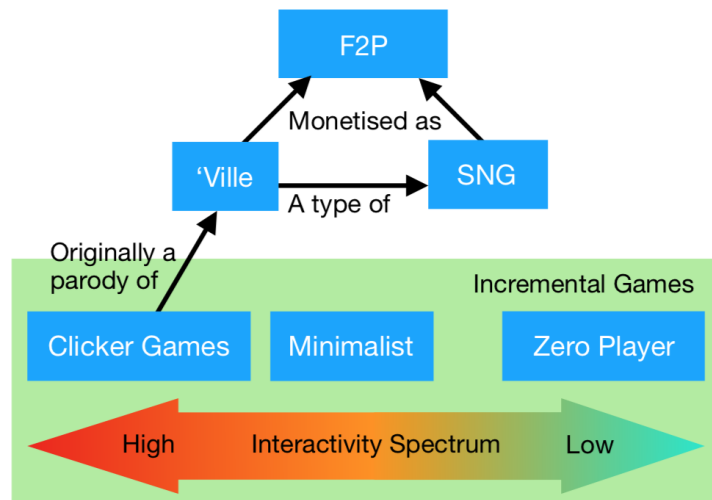 F2P
Monetised as
‘Ville
SNG
A type of
Originally a
parody of
Incremental Games
Clicker Games
Minimalist
Zero Player
High
Interactivity Spectrum
Low